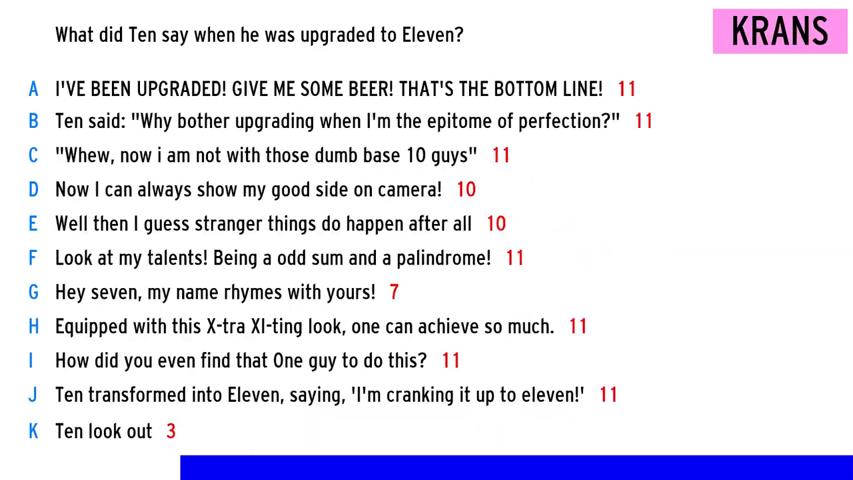 What did Ten say when he was upgraded to Eleven?
KRANS
A I'VE BEEN UPGRADED! GIVE ME SOME BEER! THAT'S THE BOTTOM LINE! 11
B Ten said: "Why bother upgrading when I'm the epitome of perfection?" 11
C "Whew, now i am not with those dumb base 10 guys" 11
D Now I can always show my good side on camera! 10
E Well then I guess stranger things do happen after all 10
F Look at my talents! Being a odd sum and a palindrome! 11
G Hey seven, my name rhymes with yours! 7
H Equipped with this X-tra XI-ting look, one can achieve so much. 11
I How did you even find that One guy to do this? 11
J Ten transformed into Eleven, saying, 'I'm cranking it up to eleven!' 11
K Ten look out 3